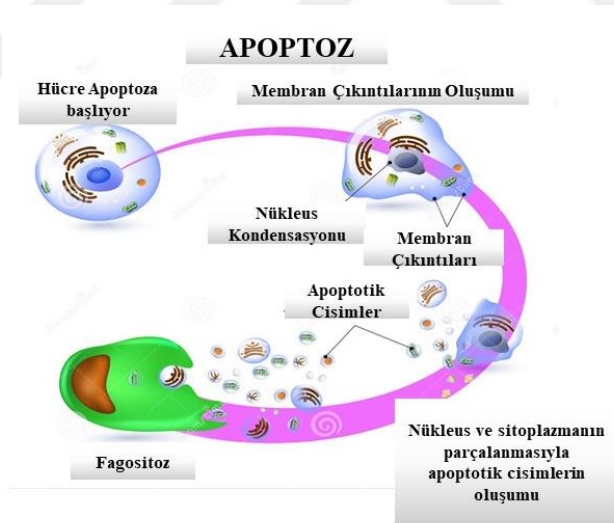 APOPTOZ
Hücre Apoptoza
başlıyor
Membran Çıkıntılarının Oluşumu
Nükleus
Kondensasyonu
Membran
Çıkıntıları
Apoptotik
Cisimler
Fagositoz
Nükleus ve sitoplazmanın
parçalanmasıyla
apoptotik cisimlerin
oluşumu